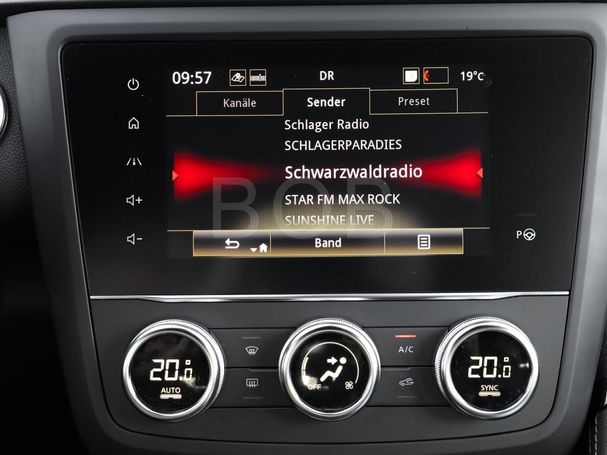 09:57 DR 19°C
Kanäle Sender Preset
Schlager Radio
SCHLAGERPARADIES
Schwarzwaldradio
STAR FM MAX ROCK
SUNSHINE LIVE
BCB
Band
P
A/C
20.0 AUTO
OFF
20.0 SYNC